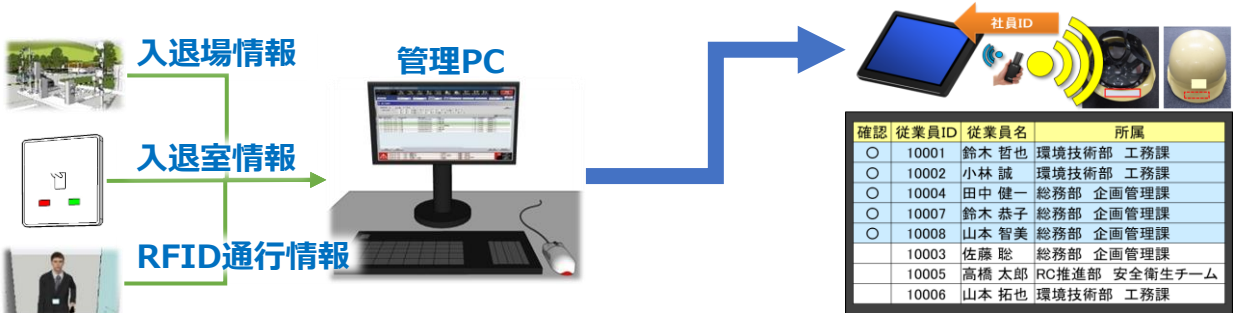 入退場情報
入退室情報
RFID通行情報
管理PC
社員ID
確認 従業員ID 従業員名 所属
○ 10001 鈴木 哲也 環境技術部 工務課
○ 10002 小林 誠 環境技術部 工務課
○ 10004 田中 健一 総務部 企画管理課
○ 10007 鈴木 恭子 総務部 企画管理課
○ 10008 山本 智美 総務部 企画管理課
10003 佐藤 聡 総務部 企画管理課
10005 高橋 太郎 RC推進部 安全衛生チーム
10006 山本 拓也 環境技術部 工務課